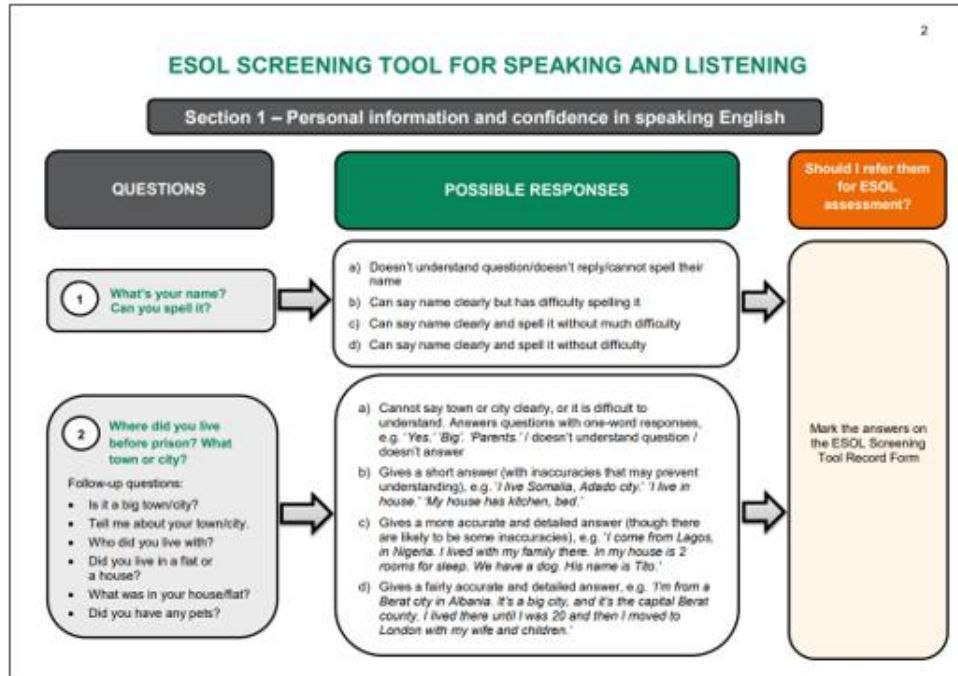 2
ESOL SCREENING TOOL FOR SPEAKING AND LISTENING
Section 1 – Personal information and confidence in speaking English
QUESTIONS
POSSIBLE RESPONSES
Should I refer them
for ESOL
assessment?
1
What's your name?
Can you spell it?
a) Doesn't understand question/doesn't reply/cannot spell their
name
b) Can say name clearly but has difficulty spelling it
c) Can say name clearly and spell it without much difficulty
d) Can say name clearly and spell it without difficulty
2
Where did you live
before prison? What
town or city?
Follow-up questions:
• Is it a big town/city?
• Tell me about your town/city.
• Who did you live with?
• Did you live in a flat or
a house?
• What was in your house/flat?
• Did you have any pets?
a) Cannot say town or city clearly, or it is difficult to
understand. Answers questions with one-word responses,
e.g. 'Yes,' 'Big'. 'Parents.' / doesn't understand question /
doesn't answer
b) Gives a short answer (with inaccuracies that may prevent
understanding), e.g. 'I live Somalia, Adado city.' 'I live in
house.' 'My house has kitchen, bed.'
c) Gives a more accurate and detailed answer (though there
are likely to be some inaccuracies), e.g. 'I come from Lagos,
in Nigeria. I lived with my family there. In my house is 2
rooms for sleep. We have a dog. His name is Tito.'
d) Gives a fairly accurate and detailed answer, e.g. 'I'm from a
Berat city in Albania. It's a big city, and it's the capital Berat
county. I lived there until I was 20 and then I moved to
London with my wife and children.'
Mark the answers on
the ESOL Screening
Tool Record Form